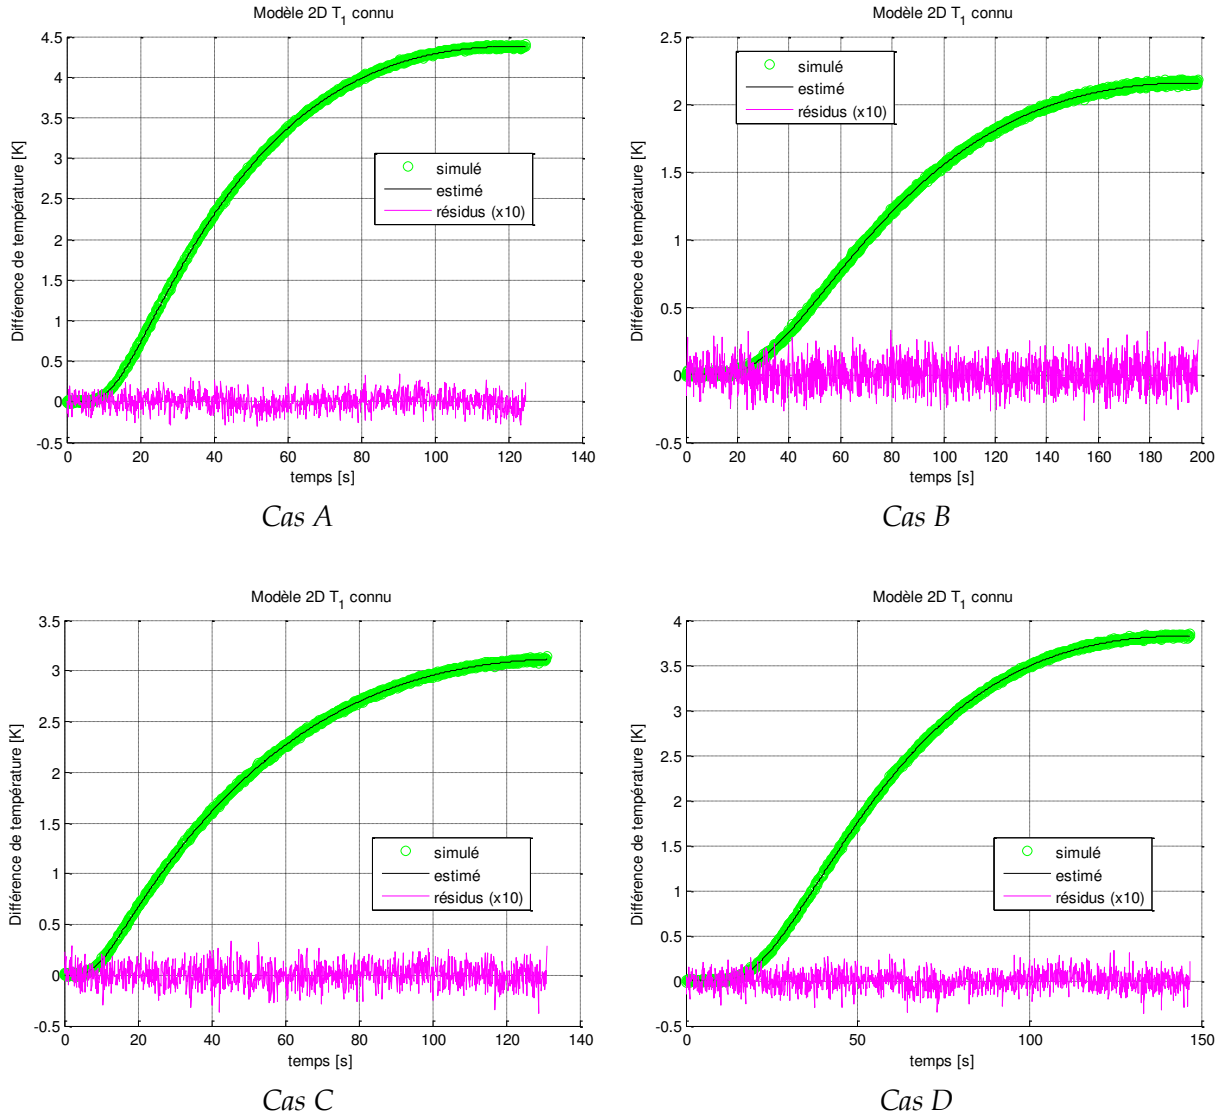 Modèle 2D T1 connu
Différence de température [K]
4.5
4
3.5
3
2.5
2
1.5
1
0.5
0
-0.5
simulé
estimé
résidus (x10)
0 20 40 60 80 100 120 140
temps [s]
Cas A
Modèle 2D T1 connu
Différence de température [K]
2.5
2
1.5
1
0.5
0
-0.5
simulé
estimé
résidus (x10)
0 20 40 60 80 100 120 140 160 180 200
temps [s]
Cas B
Modèle 2D T1 connu
Différence de température [K]
3.5
3
2.5
2
1.5
1
0.5
0
-0.5
simulé
estimé
résidus (x10)
0 20 40 60 80 100 120 140
temps [s]
Cas C
Modèle 2D T1 connu
Différence de température [K]
4
3.5
3
2.5
2
1.5
1
0.5
0
-0.5
simulé
estimé
résidus (x10)
0 50 100 150
temps [s]
Cas D